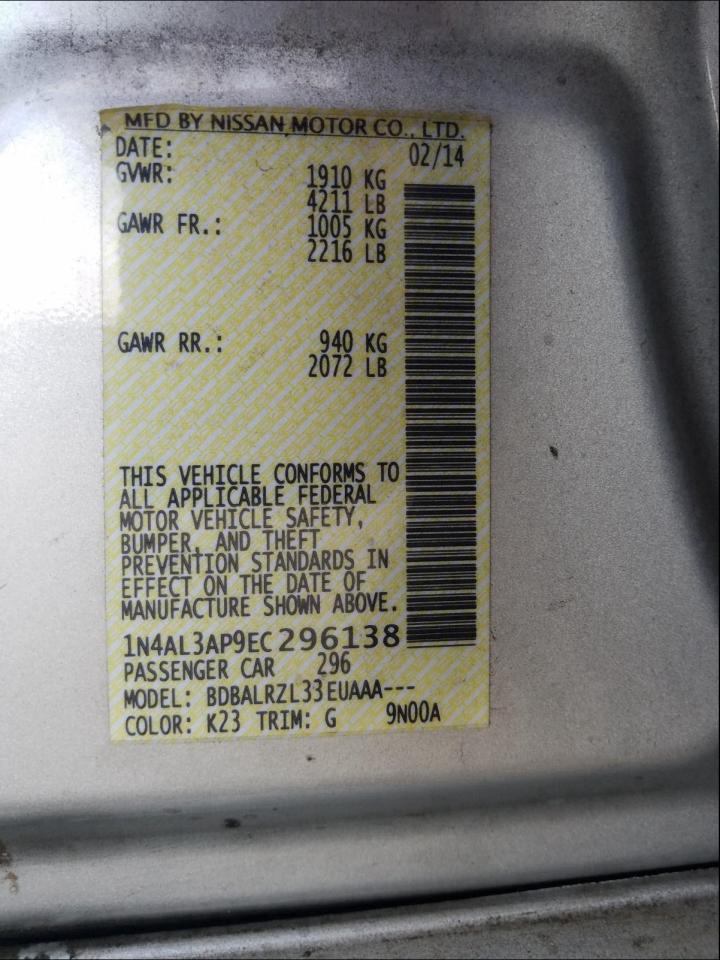 MFD BY NISSAN MOTOR CO., LTD.
DATE: 02/14
GVWR: 1910 KG
4211 LB
GAWR FR.: 1005 KG
2216 LB
GAWR RR.: 940 KG
2072 LB
THIS VEHICLE CONFORMS TO
ALL APPLICABLE FEDERAL
MOTOR VEHICLE SAFETY,
BUMPER, AND THEFT
PREVENTION STANDARDS IN
EFFECT ON THE DATE OF
MANUFACTURE SHOWN ABOVE.
1N4AL3AP9EC296138
PASSENGER CAR 296
MODEL: BDBALRZL33EUAAA---
COLOR: K23 TRIM: G 9N00A